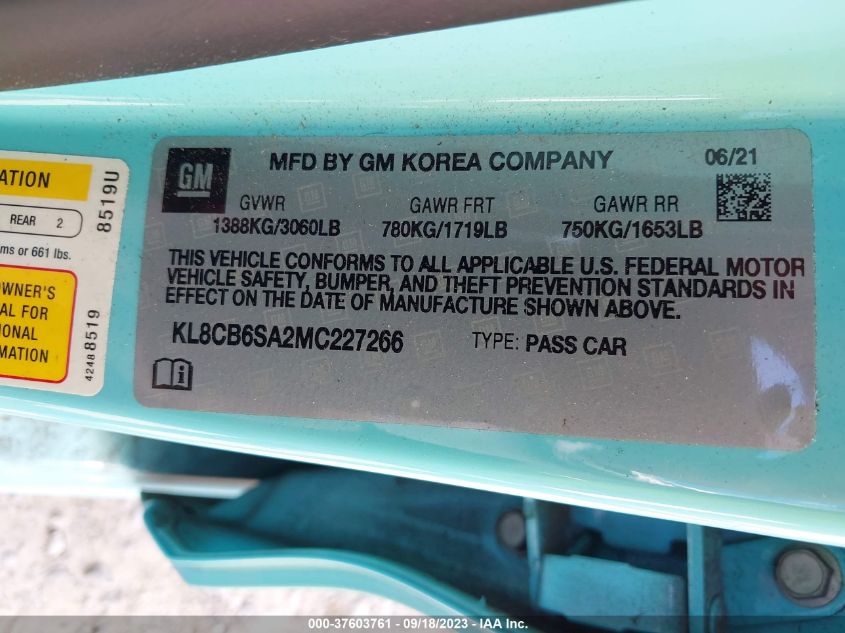 ATION
REAR 2
ms or 661 lbs.
OWNER'S
AL FOR
IONAL
MATION
8519U
42488519
GM
MFD BY GM KOREA COMPANY
06/21
GVWR GAWR FRT GAWR RR
1388KG/3060LB 780KG/1719LB 750KG/1653LB
THIS VEHICLE CONFORMS TO ALL APPLICABLE U.S. FEDERAL MOTOR
VEHICLE SAFETY, BUMPER, AND THEFT PREVENTION STANDARDS IN
EFFECT ON THE DATE OF MANUFACTURE SHOWN ABOVE.
KL8CB6SA2MC227266 TYPE: PASS CAR
000-37603761 - 09/18/2023 - IAA Inc.